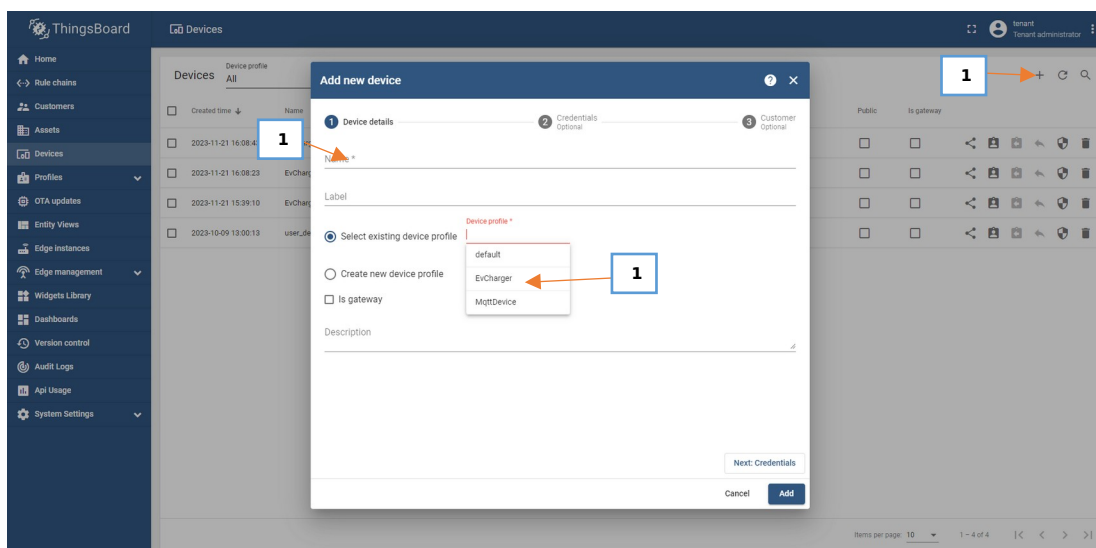 ThingsBoard
Devices
tenant
Tenant administrator
Home
Rule chains
Customers
Assets
Devices
Profiles
OTA updates
Entity Views
Edge instances
Edge management
Widgets Library
Dashboards
Version control
Audit Logs
Api Usage
System Settings
Devices
Device profile
All
1
Created time
Name
Public
Is gateway
2023-11-21 16:08:4
2023-11-21 16:08:23
EvCharg
2023-11-21 15:39:10
EvCharg
2023-10-09 13:00:13
user_de
Add new device
1 Device details
2 Credentials
Optional
3 Customer
Optional
1
Name *
Label
Select existing device profile
Device profile *
default
EvCharger
MqttDevice
1
Create new device profile
Is gateway
Description
Next: Credentials
Cancel
Add
Items per page: 10
1 – 4 of 4